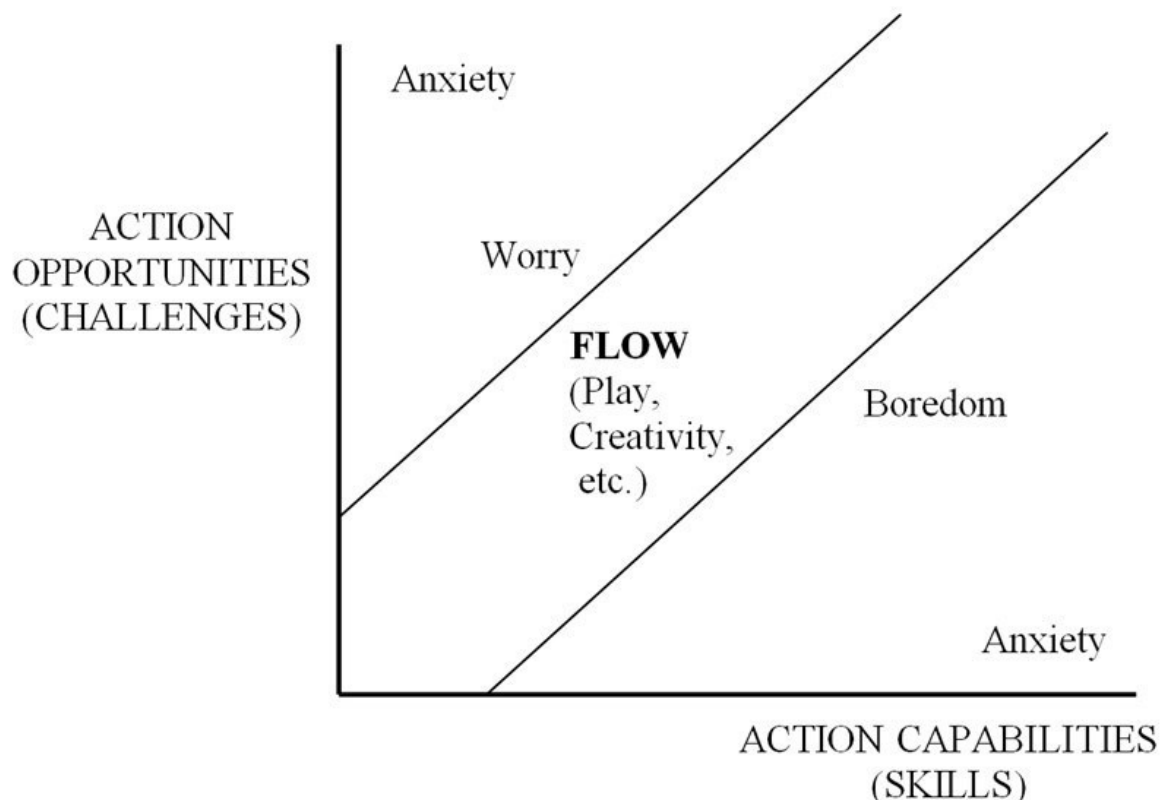 Anxiety
ACTION
OPPORTUNITIES
(CHALLENGES)
Worry
FLOW
(Play,
Creativity,
etc.)
Boredom
Anxiety
ACTION CAPABILITIES
(SKILLS)